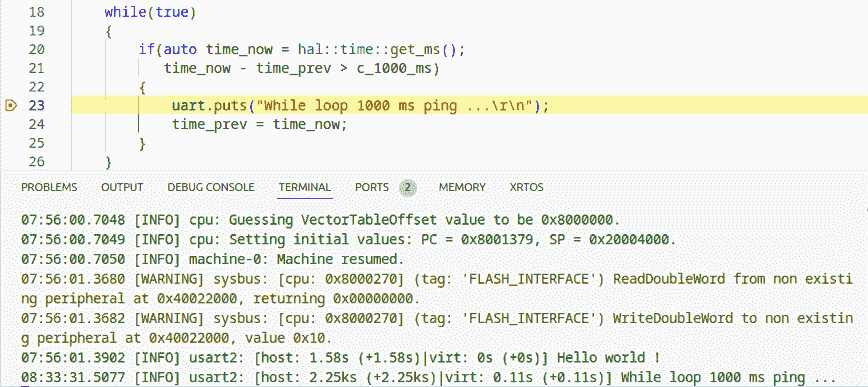 18 while(true)
19 {
20 if(auto time_now = hal::time::get_ms();
21 time_now - time_prev > c_1000_ms)
22 {
23 uart.puts("While loop 1000 ms ping ...\r\n");
24 time_prev = time_now;
25 }
26 }
PROBLEMS OUTPUT DEBUG CONSOLE TERMINAL PORTS 2 MEMORY XRTOS
07:56:00.7048 [INFO] cpu: Guessing VectorTableOffset value to be 0x8000000.
07:56:00.7049 [INFO] cpu: Setting initial values: PC = 0x8001379, SP = 0x20004000.
07:56:00.7050 [INFO] machine-0: Machine resumed.
07:56:01.3680 [WARNING] sysbus: [cpu: 0x8000270] (tag: 'FLASH_INTERFACE') ReadDoubleWord from non existi
ng peripheral at 0x40022000, returning 0x00000000.
07:56:01.3682 [WARNING] sysbus: [cpu: 0x8000270] (tag: 'FLASH_INTERFACE') WriteDoubleWord to non existin
g peripheral at 0x40022000, value 0x10.
07:56:01.3902 [INFO] usart2: [host: 1.58s (+1.58s)|virt: 0s (+0s)] Hello world !
08:33:31.5077 [INFO] usart2: [host: 2.25ks (+2.25ks)|virt: 0.11s (+0.11s)] While loop 1000 ms ping ...